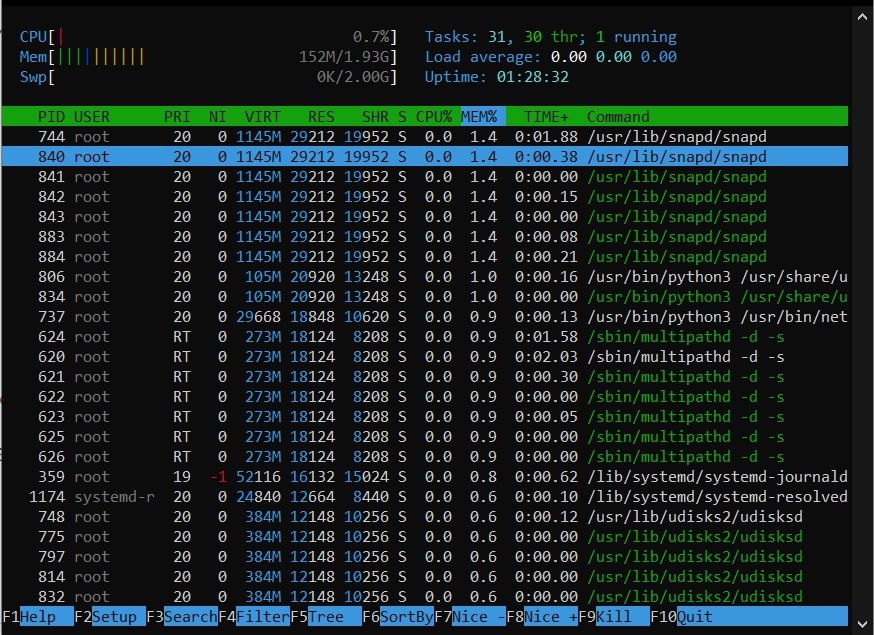 CPU[| 0.7%] Tasks: 31, 30 thr; 1 running
Mem[|||||||||| 152M/1.93G] Load average: 0.00 0.00 0.00
Swp[ 0K/2.00G] Uptime: 01:28:32
PID USER PRI NI VIRT RES SHR S CPU% MEM% TIME+ Command
744 root 20 0 1145M 29212 19952 S 0.0 1.4 0:01.88 /usr/lib/snapd/snapd
840 root 20 0 1145M 29212 19952 S 0.0 1.4 0:00.38 /usr/lib/snapd/snapd
841 root 20 0 1145M 29212 19952 S 0.0 1.4 0:00.00 /usr/lib/snapd/snapd
842 root 20 0 1145M 29212 19952 S 0.0 1.4 0:00.15 /usr/lib/snapd/snapd
843 root 20 0 1145M 29212 19952 S 0.0 1.4 0:00.00 /usr/lib/snapd/snapd
883 root 20 0 1145M 29212 19952 S 0.0 1.4 0:00.08 /usr/lib/snapd/snapd
884 root 20 0 1145M 29212 19952 S 0.0 1.4 0:00.21 /usr/lib/snapd/snapd
806 root 20 0 105M 20920 13248 S 0.0 1.0 0:00.16 /usr/bin/python3 /usr/share/u
834 root 20 0 105M 20920 13248 S 0.0 1.0 0:00.00 /usr/bin/python3 /usr/share/u
737 root 20 0 29668 18848 10620 S 0.0 0.9 0:00.13 /usr/bin/python3 /usr/bin/net
624 root RT 0 273M 18124 8208 S 0.0 0.9 0:01.58 /sbin/multipathd -d -s
620 root RT 0 273M 18124 8208 S 0.0 0.9 0:02.03 /sbin/multipathd -d -s
621 root RT 0 273M 18124 8208 S 0.0 0.9 0:00.30 /sbin/multipathd -d -s
622 root RT 0 273M 18124 8208 S 0.0 0.9 0:00.00 /sbin/multipathd -d -s
623 root RT 0 273M 18124 8208 S 0.0 0.9 0:00.05 /sbin/multipathd -d -s
625 root RT 0 273M 18124 8208 S 0.0 0.9 0:00.00 /sbin/multipathd -d -s
626 root RT 0 273M 18124 8208 S 0.0 0.9 0:00.00 /sbin/multipathd -d -s
359 root 19 -1 52116 16132 15024 S 0.0 0.8 0:00.62 /lib/systemd/systemd-journald
1174 systemd-r 20 0 24840 12664 8440 S 0.0 0.6 0:00.10 /lib/systemd/systemd-resolved
748 root 20 0 384M 12148 10256 S 0.0 0.6 0:00.12 /usr/lib/udisks2/udisksd
775 root 20 0 384M 12148 10256 S 0.0 0.6 0:00.00 /usr/lib/udisks2/udisksd
797 root 20 0 384M 12148 10256 S 0.0 0.6 0:00.00 /usr/lib/udisks2/udisksd
814 root 20 0 384M 12148 10256 S 0.0 0.6 0:00.00 /usr/lib/udisks2/udisksd
832 root 20 0 384M 12148 10256 S 0.0 0.6 0:00.00 /usr/lib/udisks2/udisksd
F1Help F2Setup F3SearchF4FilterF5Tree F6SortByF7Nice -F8Nice +F9Kill F10Quit